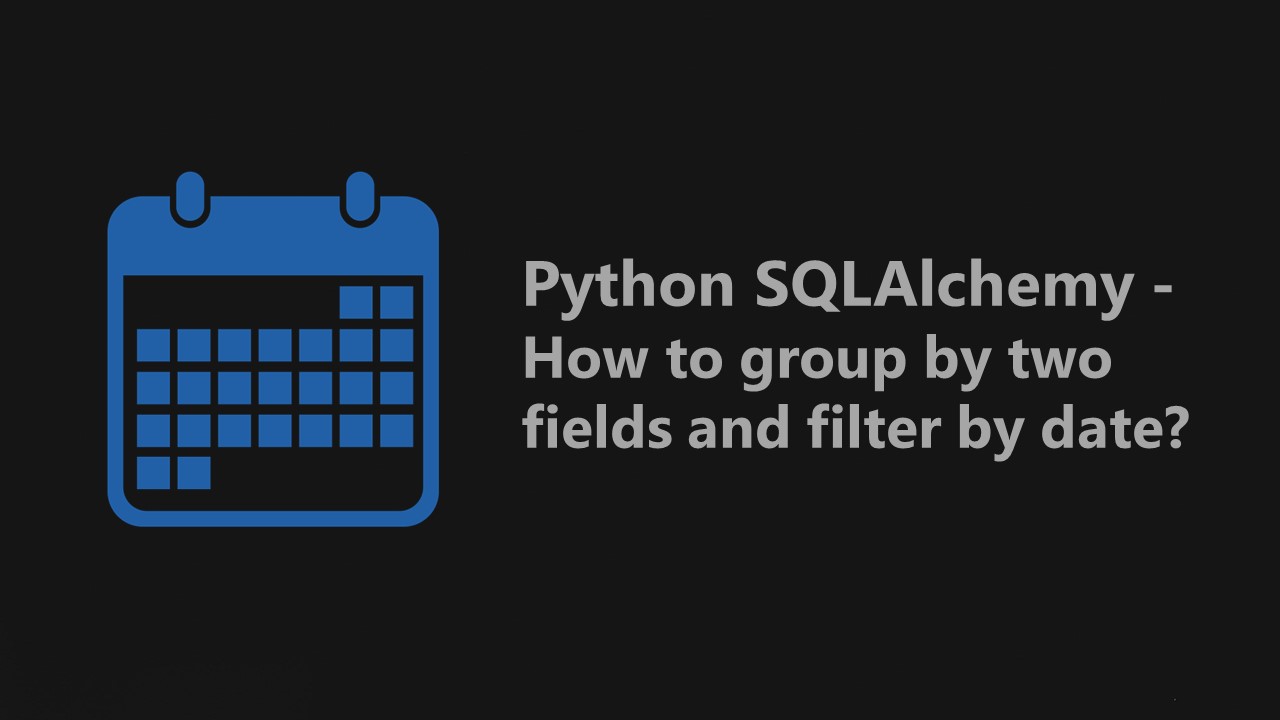 Python SQLAlchemy -
How to group by two
fields and filter by date?